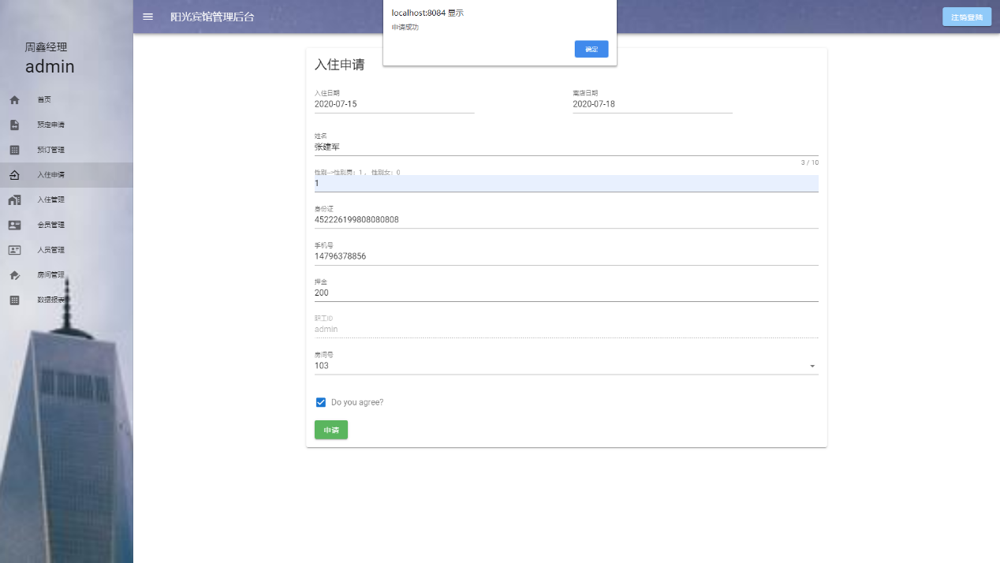 localhost:8084 显示
申请成功
确定
阳光宾馆管理后台
注销登陆
周鑫经理
admin
首页
预定申请
预订管理
入住申请
入住管理
会员管理
人员管理
房间管理
数据报表
入住申请
入住日期
2020-07-15
离店日期
2020-07-18
姓名
张建军
3 / 10
性别-->性别男：1 ， 性别女：0
1
身份证
452226199808080808
手机号
14796378856
押金
200
职工ID
admin
房间号
103
Do you agree?
申请